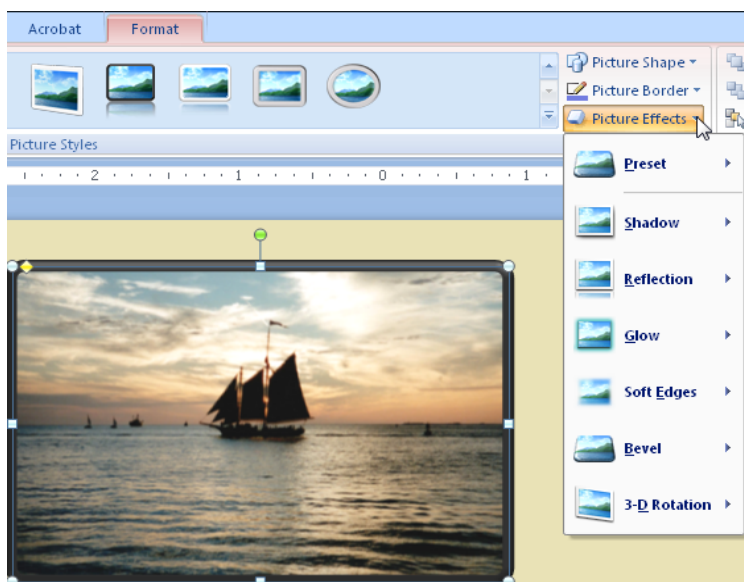 Acrobat Format
Picture Shape
Picture Border
Picture Effects
Picture Styles
2 1 0 1
Preset
Shadow
Reflection
Glow
Soft Edges
Bevel
3-D Rotation